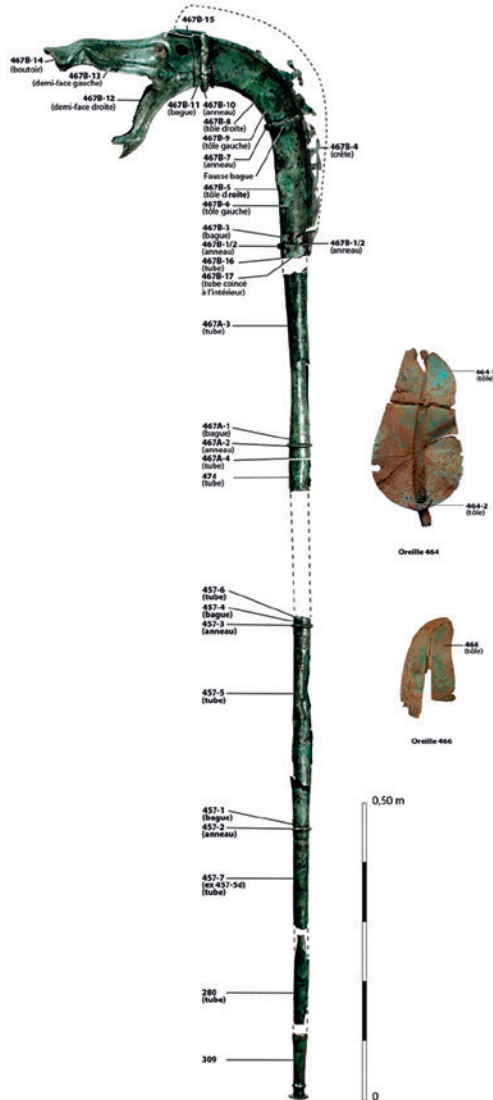 467B-15
467B-14
(boutoir)
467B-13
(demi-face gauche)
467B-12
(demi-face droite)
467B-11
(bague)
467B-10
(anneau)
467B-8
(tôle droite)
467B-9
(tôle gauche)
467B-7
(anneau)
Fausse bague
467B-4
(crête)
467B-5
(tôle droite)
467B-6
(tôle gauche)
467B-3
(bague)
467B-1/2
(anneau)
467B-1/2
(anneau)
467B-16
(tube)
467B-17
(tube coincé
à l'intérieur)
467A-3
(tube)
467A-1
(bague)
467A-2
(anneau)
467A-4
(tube)
474
(tube)
464-1
(tôle)
464-2
(tôle)
Oreille 464
457-6
(tube)
457-4
(bague)
457-3
(anneau)
457-5
(tube)
466
(tôle)
Oreille 466
457-1
(bague)
457-2
(anneau)
457-7
(ex 457-5d)
(tube)
280
(tube)
309
0,50 m
0